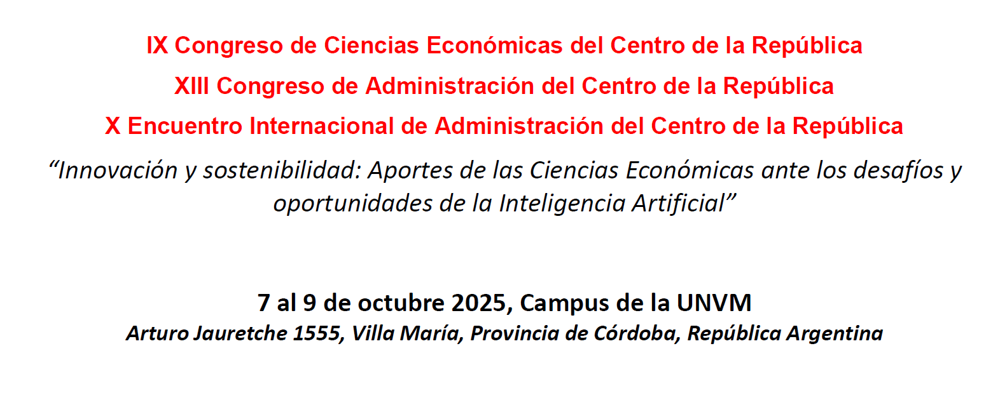 IX Congreso de Ciencias Económicas del Centro de la República
XIII Congreso de Administración del Centro de la República
X Encuentro Internacional de Administración del Centro de la República
“Innovación y sostenibilidad: Aportes de las Ciencias Económicas ante los desafíos y
oportunidades de la Inteligencia Artificial”
7 al 9 de octubre 2025, Campus de la UNVM
Arturo Jauretche 1555, Villa María, Provincia de Córdoba, República Argentina